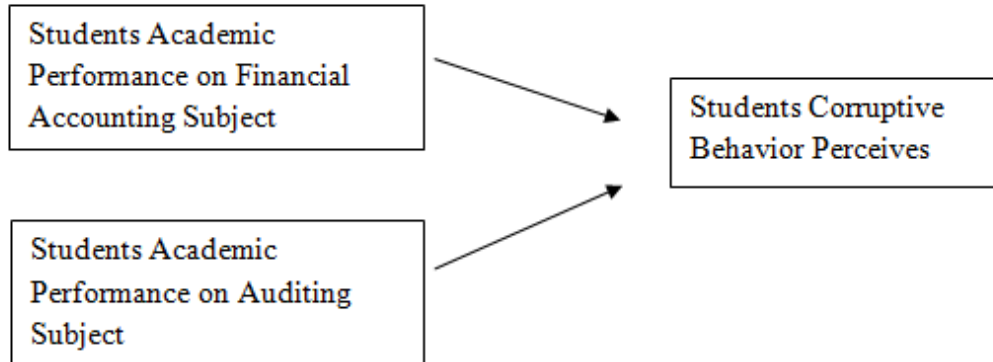 Students Academic
Performance on Financial
Accounting Subject
Students Corruptive
Behavior Perceives
Students Academic
Performance on Auditing
Subject